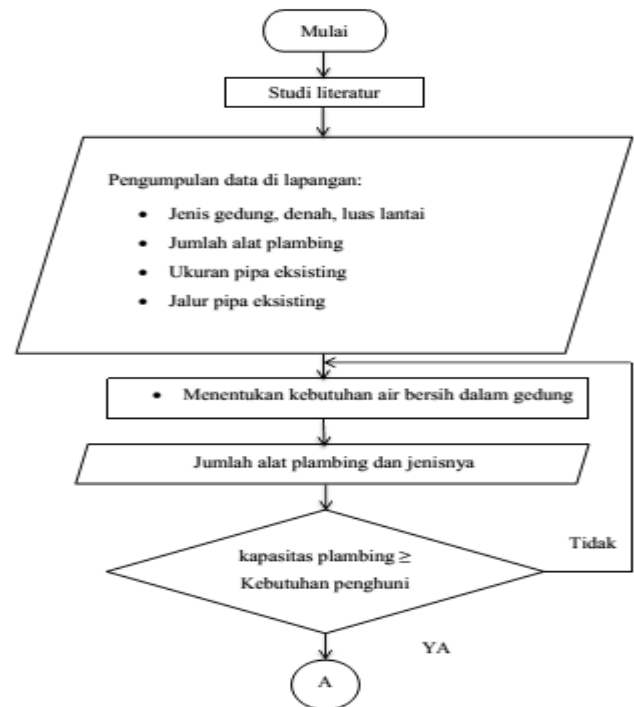 Mulai
Studi literatur
Pengumpulan data di lapangan:
• Jenis gedung, denah, luas lantai
• Jumlah alat plambing
• Ukuran pipa eksisting
• Jalur pipa eksisting
• Menentukan kebutuhan air bersih dalam gedung
Jumlah alat plambing dan jenisnya
kapasitas plambing ≥
Kebutuhan penghuni
Tidak
YA
A